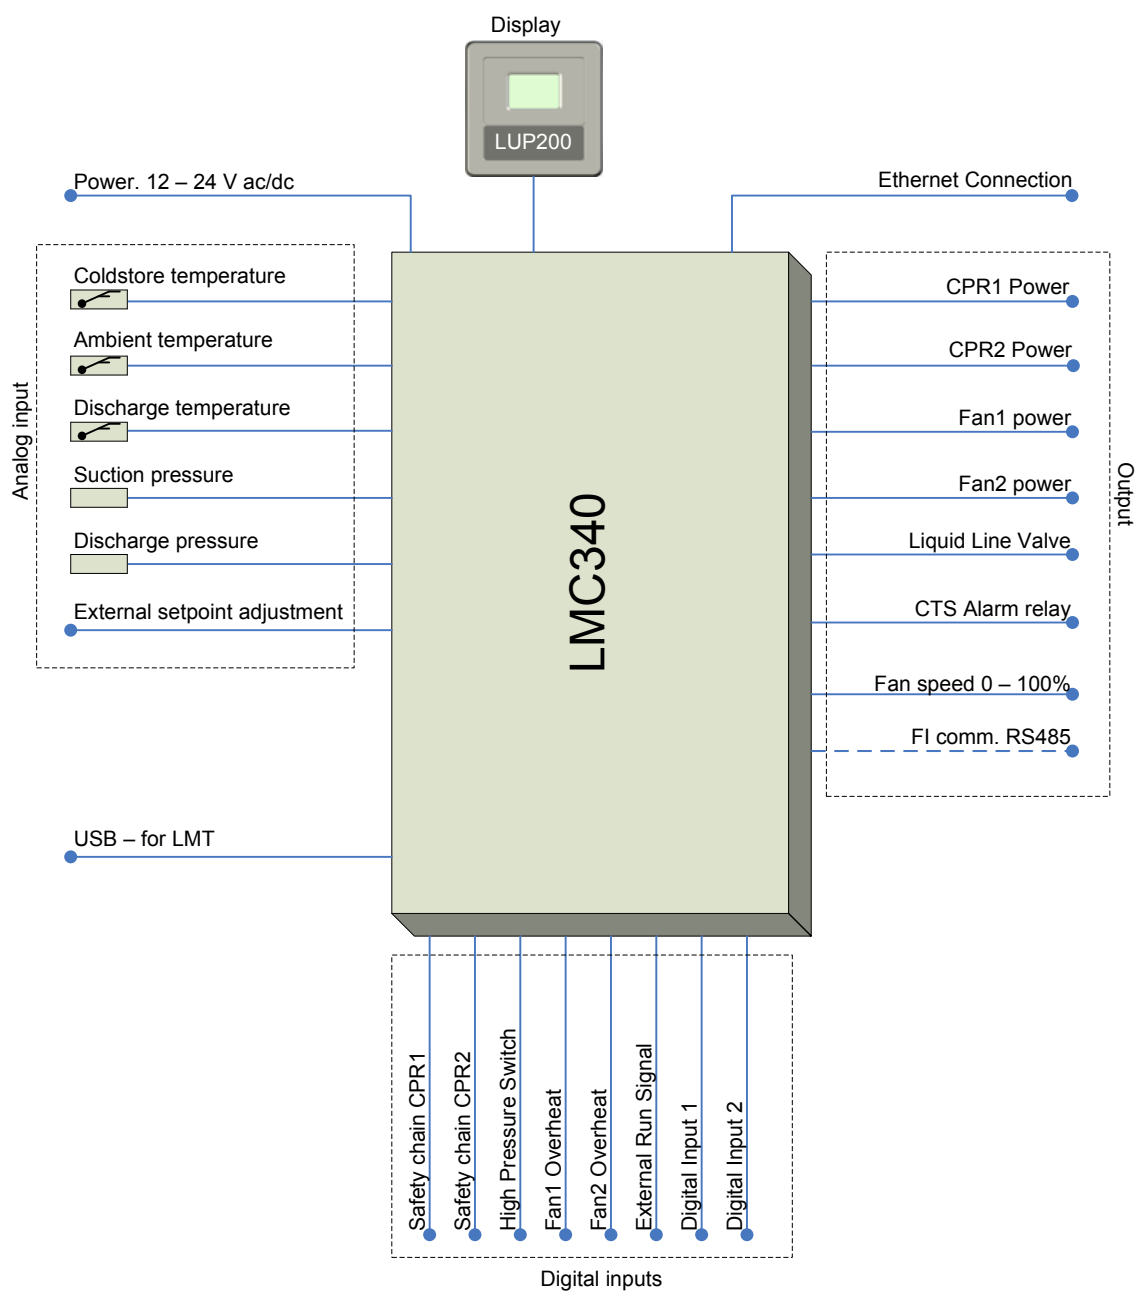 Display
LUP200
Power. 12 – 24 V ac/dc
Ethernet Connection
Analog input
Coldstore temperature
Ambient temperature
Discharge temperature
Suction pressure
Discharge pressure
External setpoint adjustment
USB – for LMT
LMC340
CPR1 Power
CPR2 Power
Fan1 power
Fan2 power
Liquid Line Valve
CTS Alarm relay
Fan speed 0 – 100%
FI comm. RS485
Output
Safety chain CPR1
Safety chain CPR2
High Pressure Switch
Fan1 Overheat
Fan2 Overheat
External Run Signal
Digital Input 1
Digital Input 2
Digital inputs